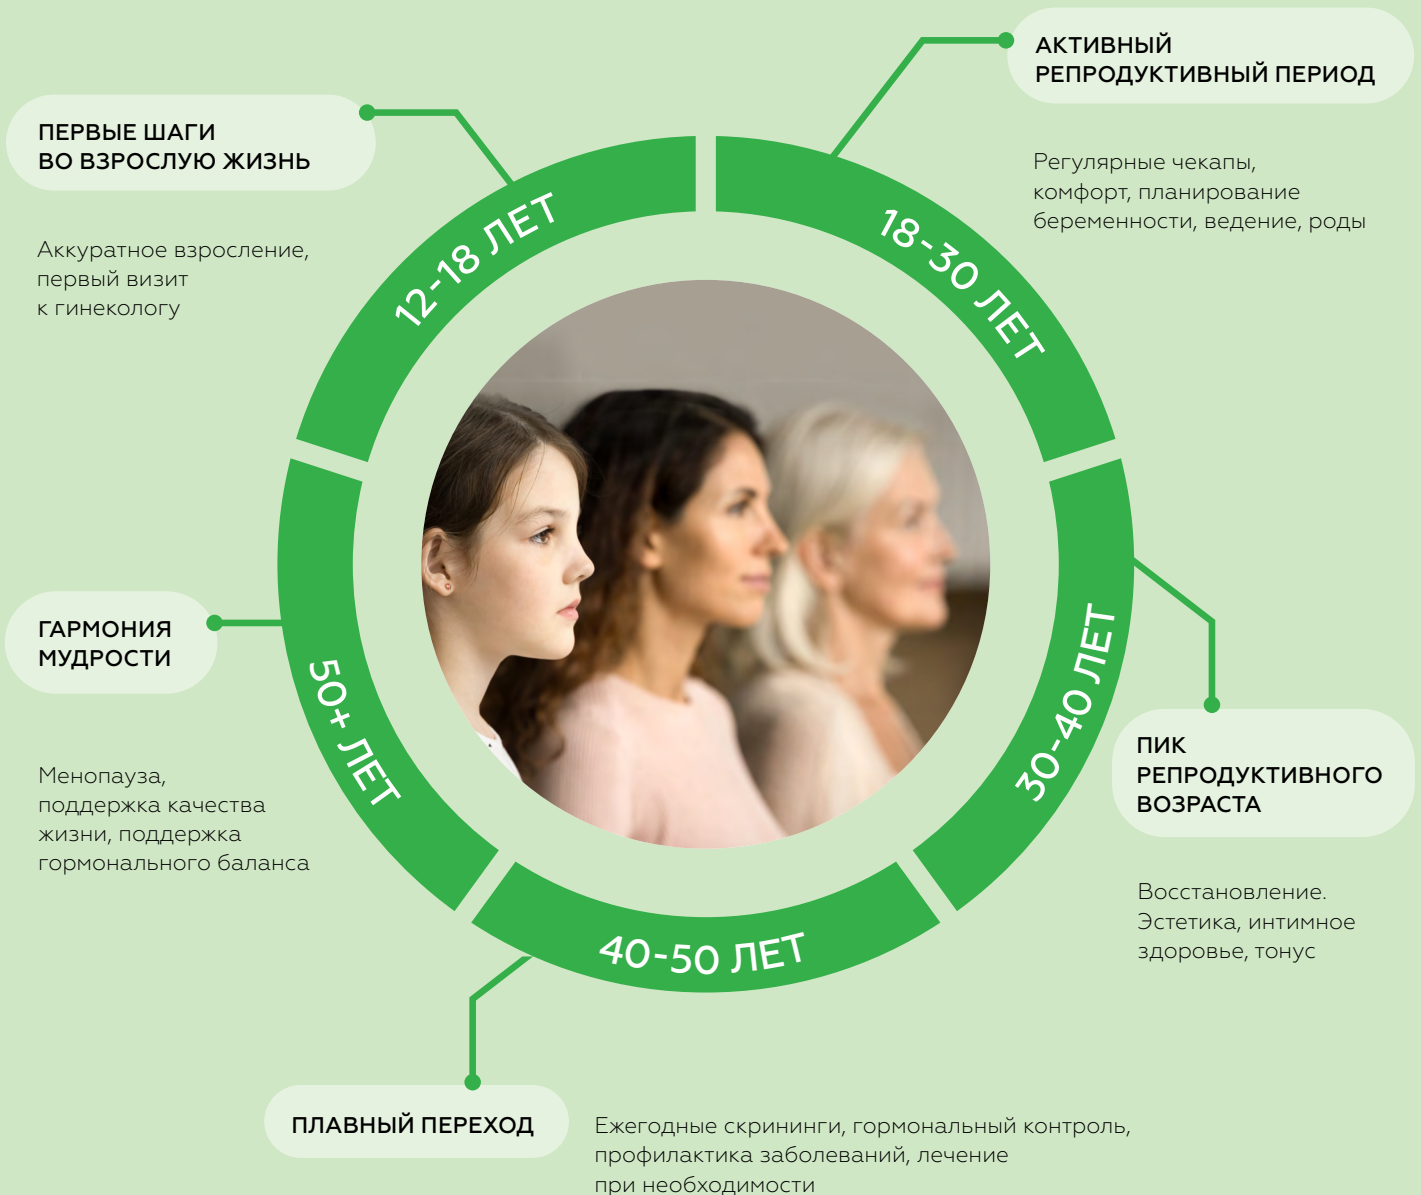 ПЕРВЫЕ ШАГИ
ВО ВЗРОСЛУЮ ЖИЗНЬ
Аккуратное взросление,
первый визит
к гинекологу
12-18 ЛЕТ
АКТИВНЫЙ
РЕПРОДУКТИВНЫЙ ПЕРИОД
Регулярные чекапы,
комфорт, планирование
беременности, ведение, роды
18-30 ЛЕТ
30-40 ЛЕТ
ПИК
РЕПРОДУКТИВНОГО
ВОЗРАСТА
Восстановление.
Эстетика, интимное
здоровье, тонус
40-50 ЛЕТ
ПЛАВНЫЙ ПЕРЕХОД
Ежегодные скрининги, гормональный контроль,
профилактика заболеваний, лечение
при необходимости
50+ ЛЕТ
ГАРМОНИЯ
МУДРОСТИ
Менопауза,
поддержка качества
жизни, поддержка
гормонального баланса